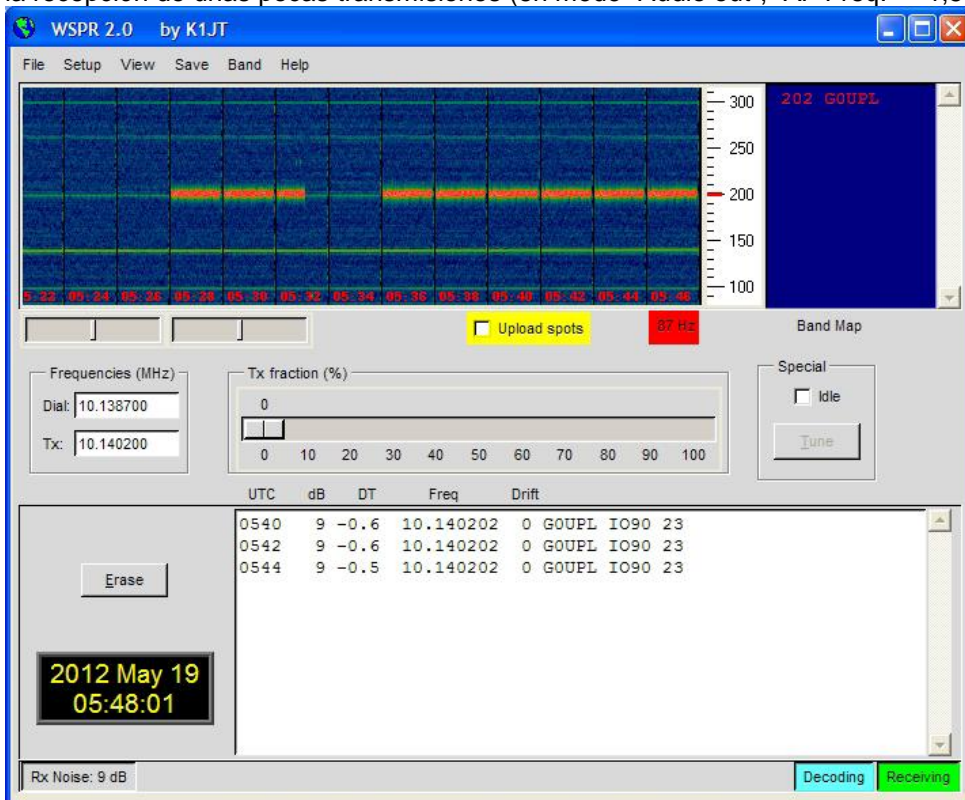 WSPR 2.0 by K1JT
File Setup View Save Band Help
300
250
200
150
100
202 G0UPL
05:24 05:26 05:28 05:30 05:32 05:34 05:36 05:38 05:40 05:42 05:44 05:46
Upload spots
87 Hz
Band Map
Frequencies (MHz)
Dial: 10.138700
Tx: 10.140200
Tx fraction (%)
0
0 10 20 30 40 50 60 70 80 90 100
Special
Idle
Tune
UTC dB DT Freq Drift
0540 9 -0.6 10.140202 0 G0UPL IO90 23
0542 9 -0.6 10.140202 0 G0UPL IO90 23
0544 9 -0.5 10.140202 0 G0UPL IO90 23
Erase
2012 May 19
05:48:01
Rx Noise: 9 dB
Decoding
Receiving